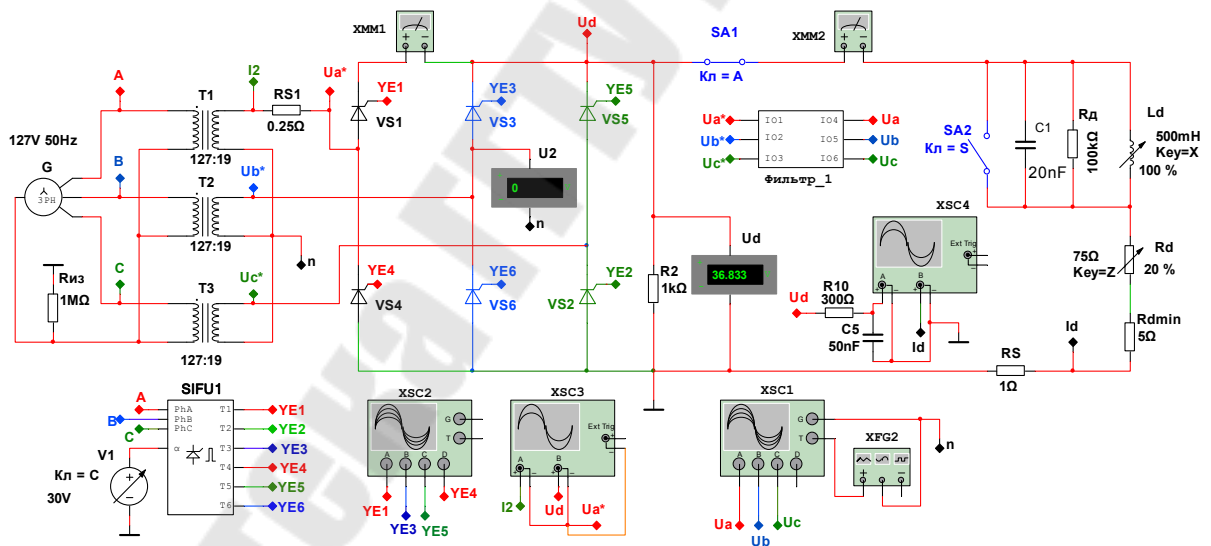 XMM1
Ud
SA1
XMM2
A
I2
Ua*
Кл = A
T1
RS1
YE1
YE3
YE5
0.25Ω
VS1
VS3
VS5
127V 50Hz
G
3PH
127:19
B
T2
Ub*
127:19
U2
0
n
n
Ua*
IO1
IO4
Ua
Ub*
IO2
IO5
Ub
Uc*
IO3
IO6
Uc
Фильтр_1
SA2
Кл = S
C1
20nF
Rд
100kΩ
Ld
500mH
Key=X
100 %
XSC4
Ext Trig
A
B
C
T3
Uc*
127:19
Rиз
1MΩ
YE4
YE6
YE2
VS4
VS6
VS2
R2
1kΩ
Ud
36.833
Ud
R10
300Ω
C5
50nF
Id
75Ω
Key=Z
Rd
20 %
Rdmin
5Ω
Id
RS
1Ω
SIFU1
A
B
C
PhA
PhB
PhC
α
T1
T2
T3
T4
T5
T6
YE1
YE2
YE3
YE4
YE5
YE6
V1
Кл = C
30V
XSC2
G
T
A
B
C
D
YE1
YE3
YE5
YE4
XSC3
Ext Trig
A
B
I2
Ud
Ua*
XSC1
G
T
A
B
C
D
Ua
Ub
Uc
XFG2
n